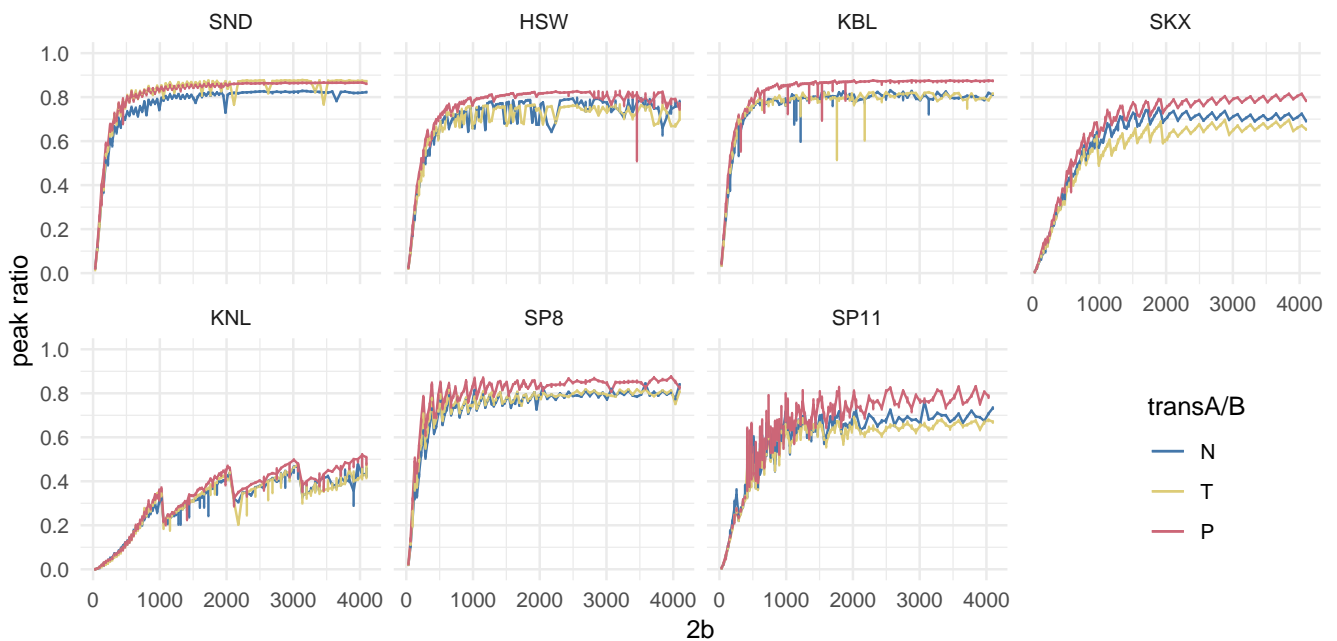 SND HSW KBL SKX
1.0
0.8
0.6
0.4
0.2
0.0
0 1000 2000 3000 4000
KNL SP8 SP11
1.0
0.8
0.6
0.4
0.2
0.0
0 1000 2000 3000 4000 0 1000 2000 3000 4000 0 1000 2000 3000 4000
peak ratio
2b
transA/B
N
T
P